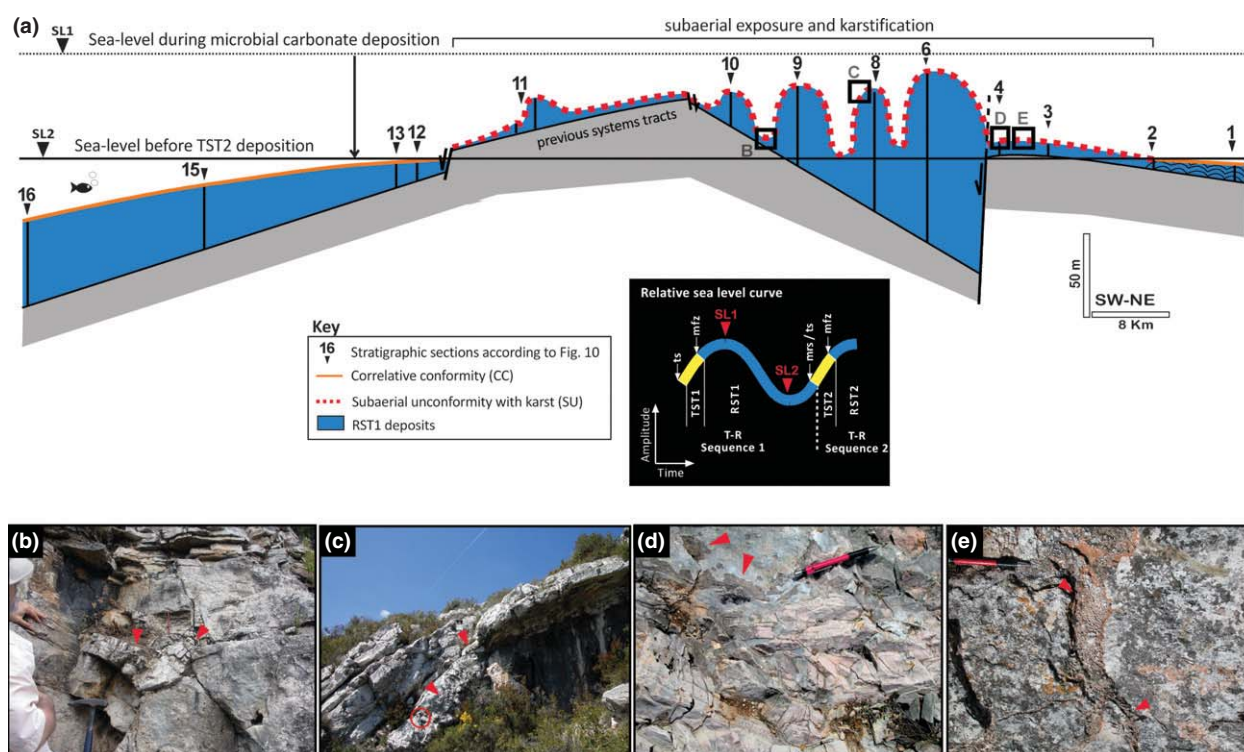 (a)
SL1
Sea-level during microbial carbonate deposition
subaerial exposure and karstification
6
10
9
C
8
11
4
D
E
3
SL2
Sea-level before TST2 deposition
13
12
previous systems tracts
B
2
1
15
16
50 m
SW-NE
8 Km
Key
16 Stratigraphic sections according to Fig. 10
Correlative conformity (CC)
Subaerial unconformity with karst (SU)
RST1 deposits
Relative sea level curve
SL1
ts
mfz
mrs / ts
mfz
SL2
TST1
RST1
TST2
RST2
T-R
Sequence 1
T-R
Sequence 2
Amplitude
Time
(b)
(c)
(d)
(e)